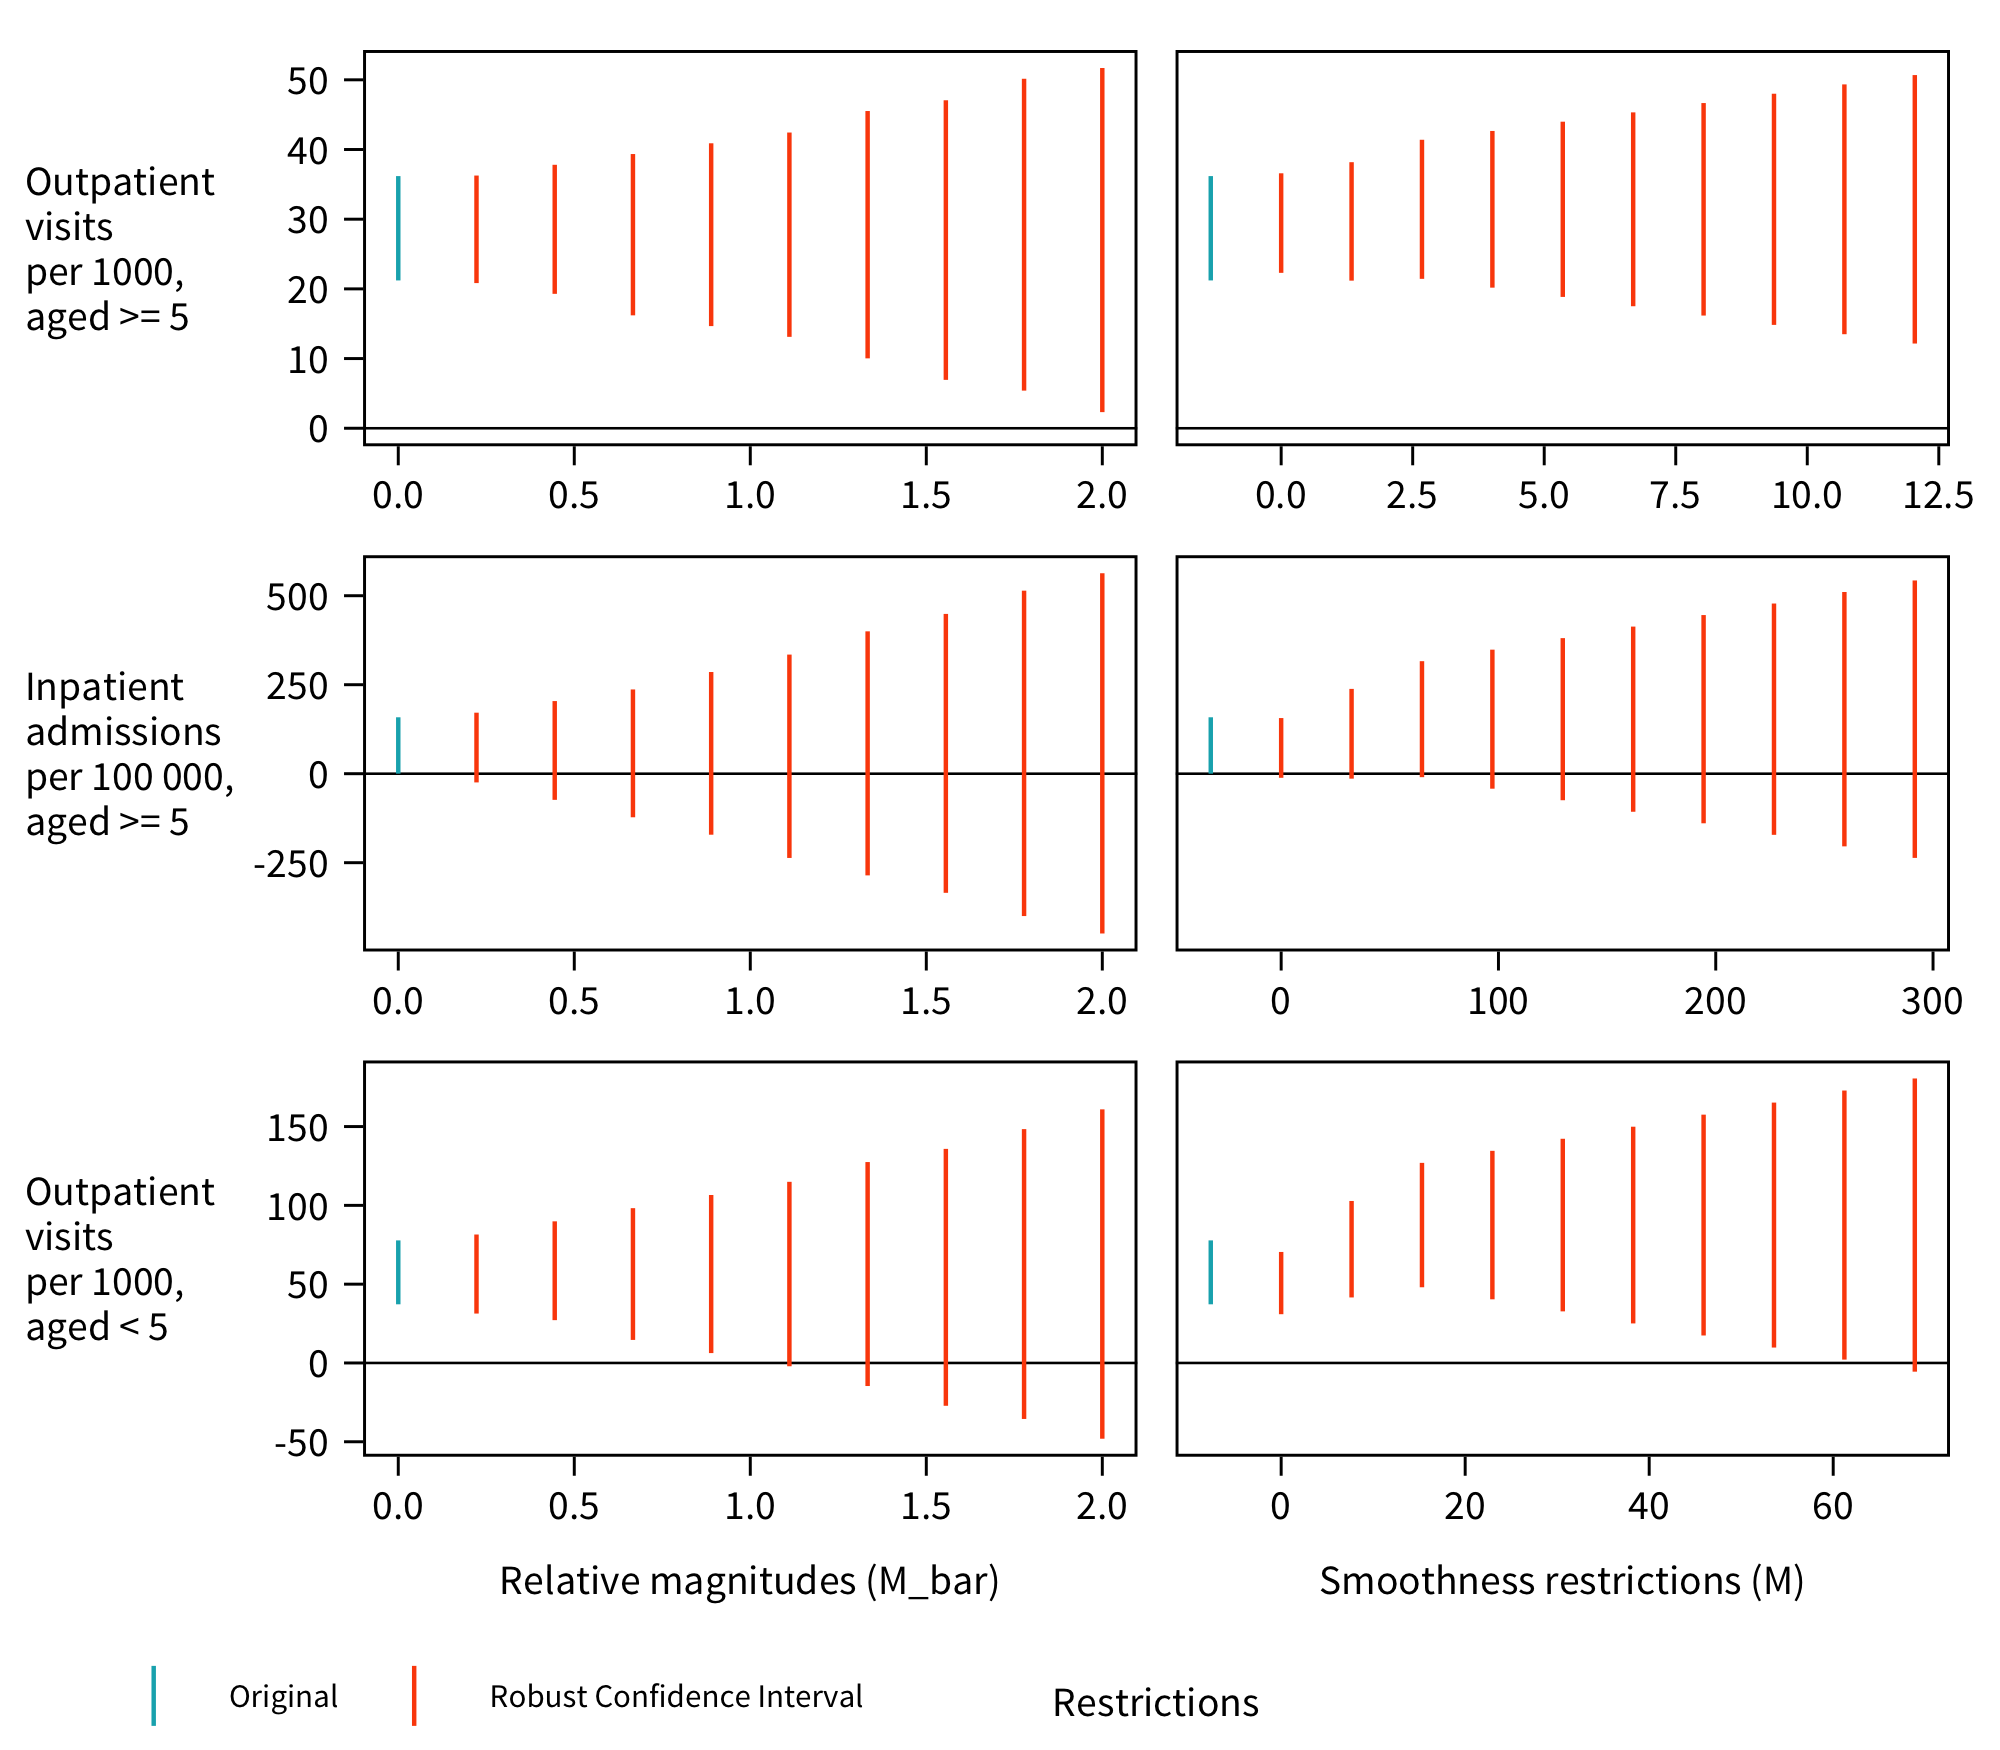 Outpatient
visits
per 1000,
aged >= 5
50
40
30
20
10
0
0.0 0.5 1.0 1.5 2.0
0.0 2.5 5.0 7.5 10.0 12.5
Inpatient
admissions
per 100 000,
aged >= 5
500
250
0
-250
0.0 0.5 1.0 1.5 2.0
0 100 200 300
Outpatient
visits
per 1000,
aged < 5
150
100
50
0
-50
0.0 0.5 1.0 1.5 2.0
0 20 40 60
Relative magnitudes (M_bar)
Smoothness restrictions (M)
Original
Robust Confidence Interval
Restrictions